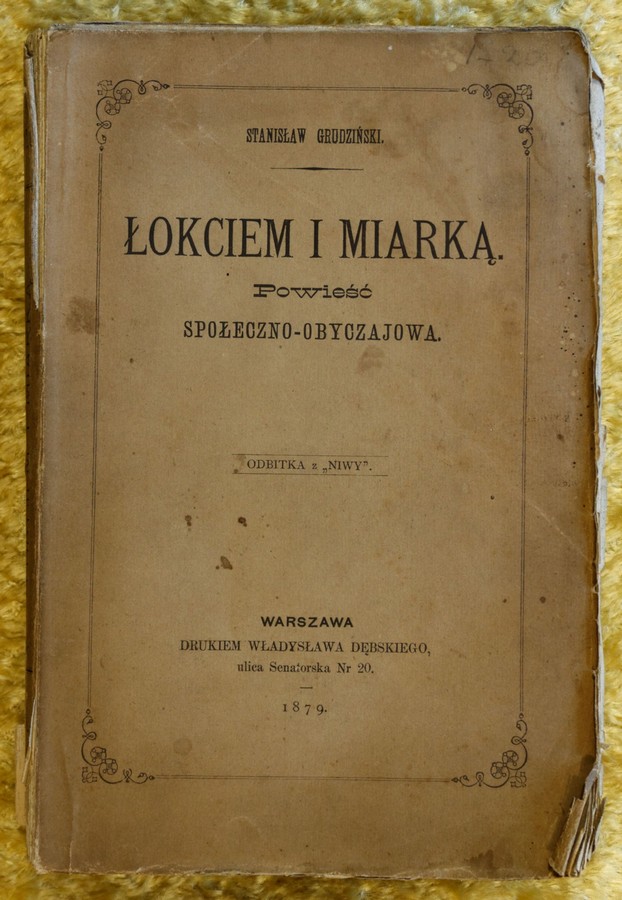 STANISŁAW GRUDZIŃSKI.
ŁOKCIEM I MIARKĄ.
Powieść
SPOŁECZNO-OBYCZAJOWA.
ODBITKA z „NIWY”.
WARSZAWA
DRUKIEM WŁADYSŁAWA DĘBSKIEGO,
ulica Senatorska Nr 20.
1879.